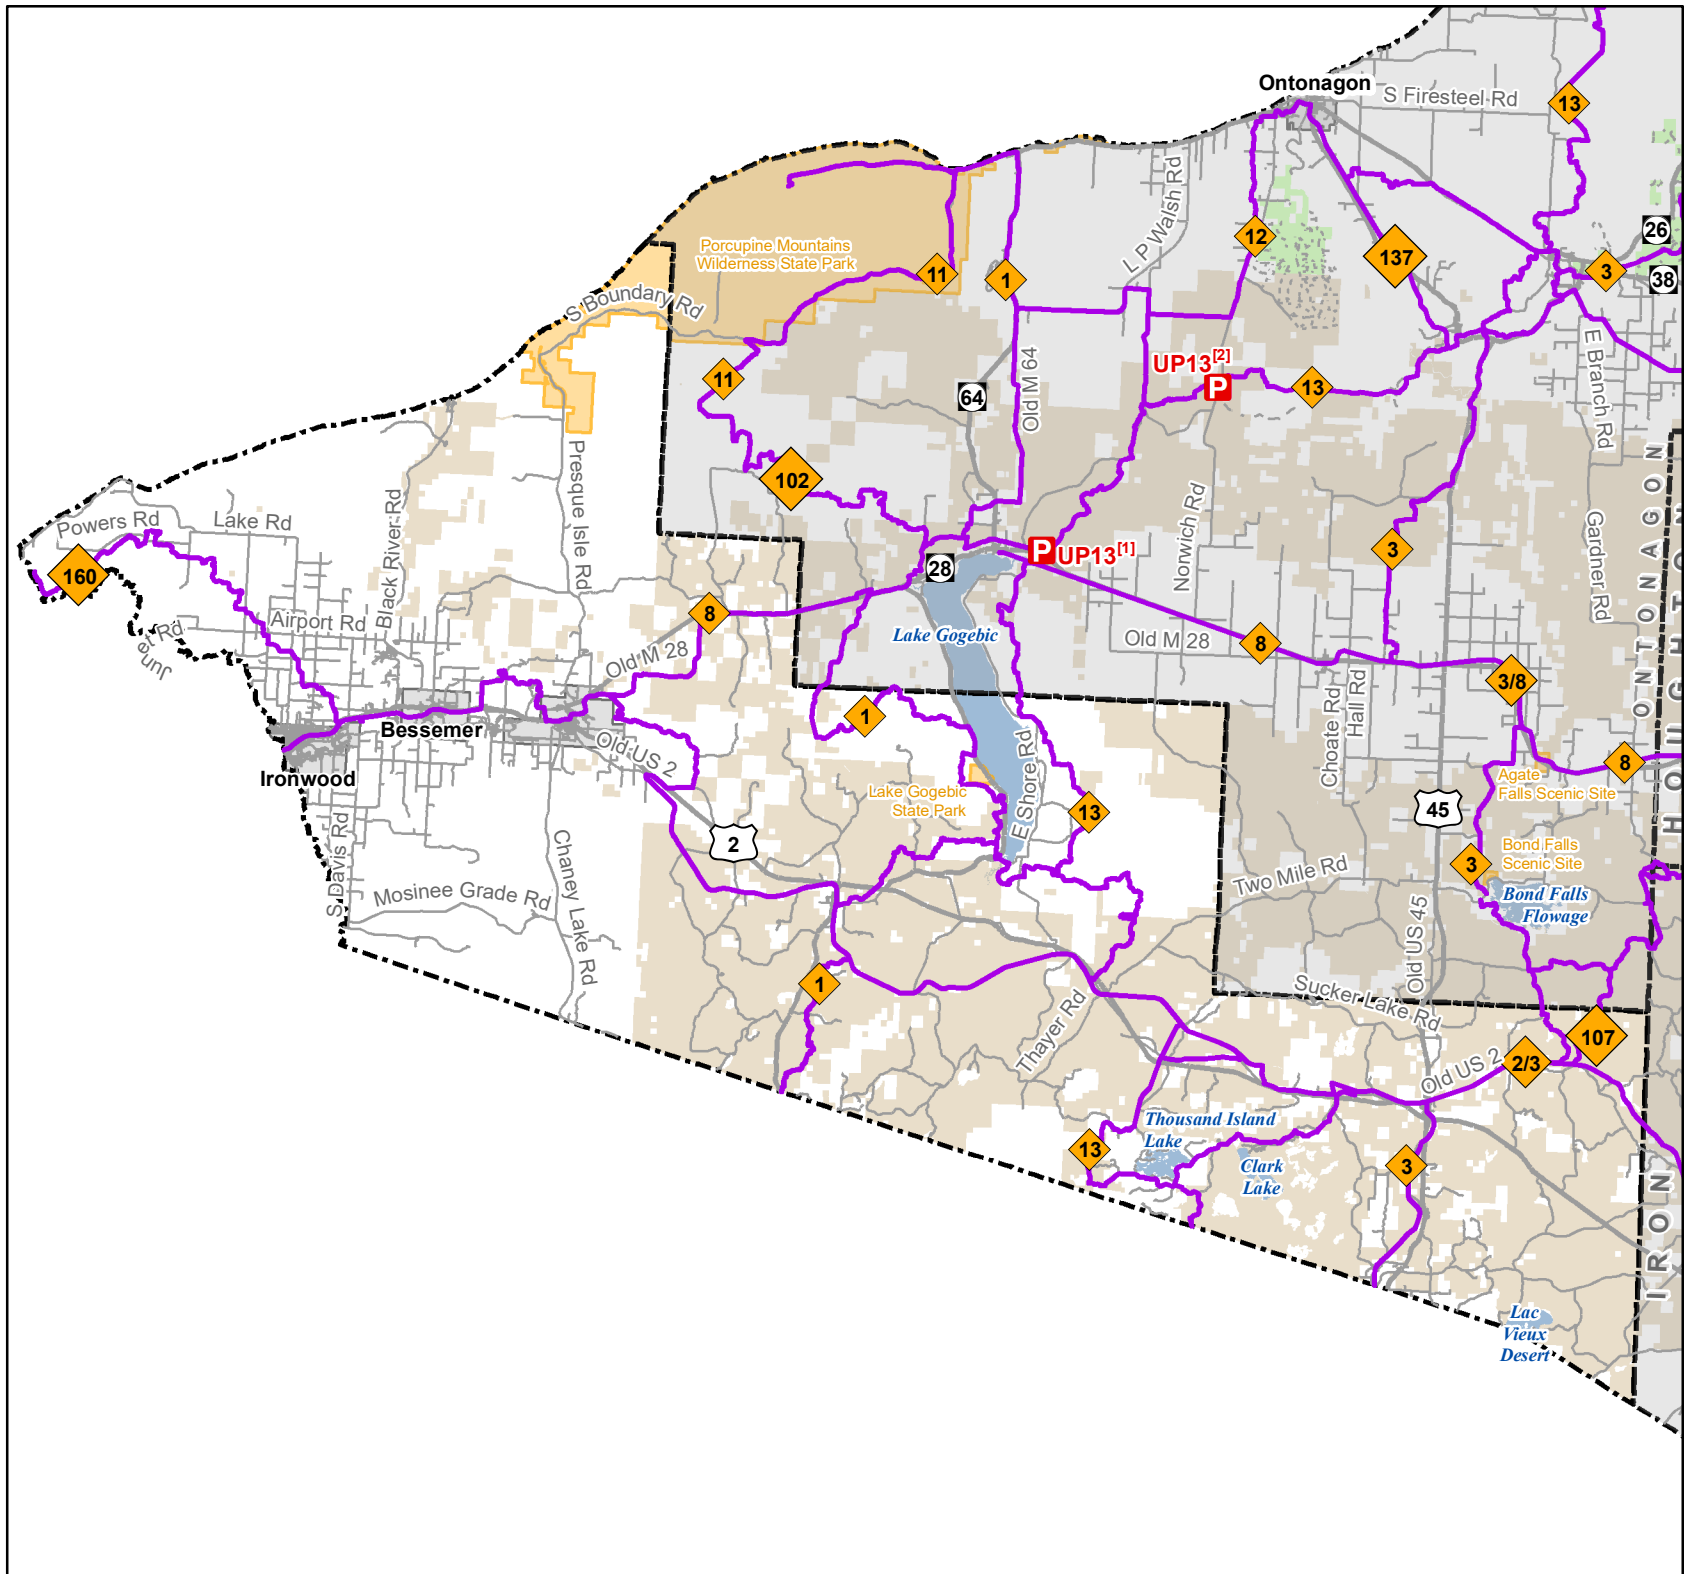 Ontonagon
S Firesteel Rd
13
L P Walsh Rd
26
12
Porcupine Mountains
Wilderness State Park
137
3
11
1
38
S Boundary Rd
UP13[2]
P
E Branch Rd
Old M 64
11
13
64
Presque Isle Rd
ONTONAGON
HOUGHTON
102
Black River Rd
Powers Rd
Lake Rd
Norwich Rd
Gardner Rd
P
UP13[1]
3
28
160
8
Airport Rd
Junet Rd
Lake Gogebic
Old M 28
8
Old M 28
3/8
Choate Rd
Hall Rd
1
Bessemer
Old US 2
E Shore Rd
Ironwood
8
Agate
Falls Scenic Site
Lake Gogebic
State Park
13
45
2
S Davis Rd
Chaney Lake Rd
Bond Falls
Scenic Site
3
Two Mile Rd
Mosinee Grade Rd
Bond Falls
Flowage
Old US 45
1
Sucker Lake Rd
Thayer Rd
107
2/3
Old US 2
Thousand Island
Lake
13
Clark
Lake
3
IRON
Lac
Vieux
Desert